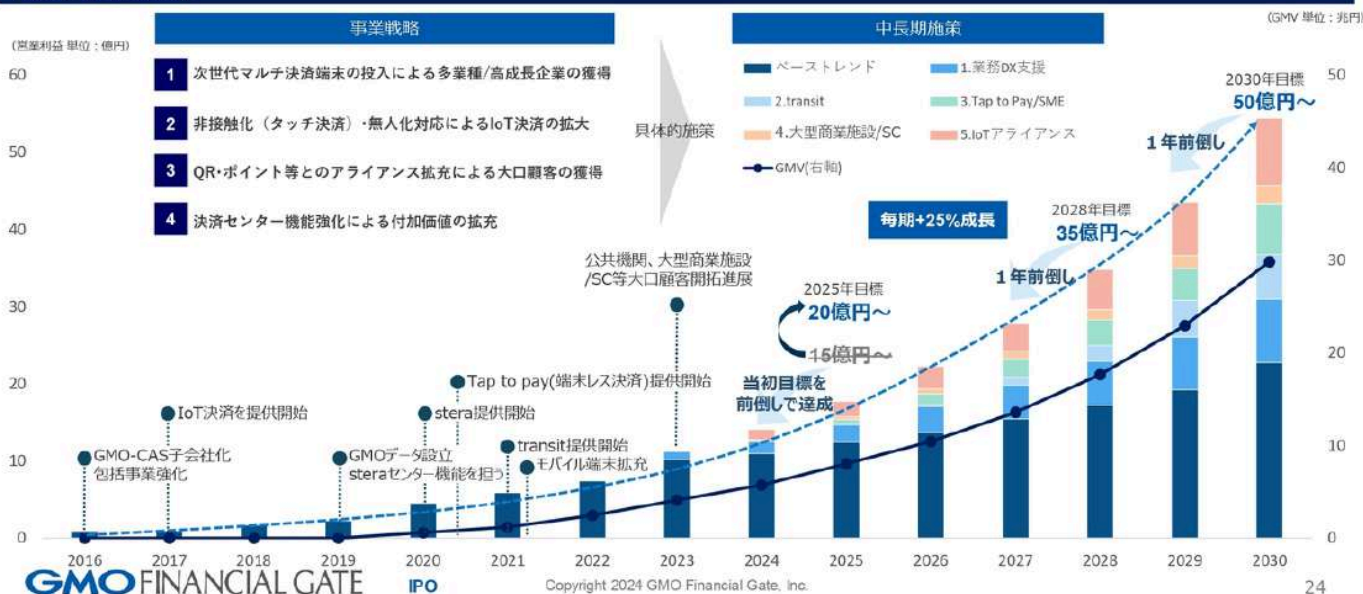 (営業利益 単位：億円)
(GMV 単位：兆円)
事業戦略
1 次世代マルチ決済端末の投入による多業種/高成長企業の獲得
2 非接触化（タッチ決済）・無人化対応によるIoT決済の拡大
3 QR・ポイント等とのアライアンス拡充による大口顧客の獲得
4 決済センター機能強化による付加価値の拡充
具体的施策
中長期施策
ベーストレンド
1.業務DX支援
2.transit
3.Tap to Pay/SME
4.大型商業施設/SC
5.IoTアライアンス
GMV(右軸)
毎期+25%成長
2030年目標
50億円～
1年前倒し
2028年目標
35億円～
1年前倒し
2025年目標
20億円～
15億円～
当初目標を
前倒しで達成
公共機関、大型商業施設
/SC等大口顧客開拓進展
Tap to pay(端末レス決済)提供開始
IoT決済を提供開始
stera提供開始
GMO-CAS子会社化
包括事業強化
GMOデータ設立
steraセンター機能を担う
transit提供開始
モバイル端末拡充
60
50
40
30
20
10
0
50
40
30
20
10
0
2016 2017 2018 2019 2020 2021 2022 2023 2024 2025 2026 2027 2028 2029 2030
GMO FINANCIAL GATE
IPO
Copyright 2024 GMO Financial Gate, Inc.
24